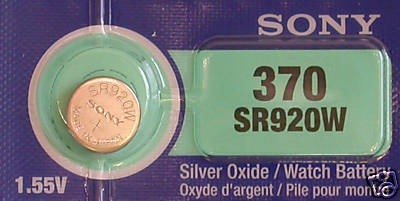 SONY
370
SR920W
SR920W
SONY
1.55V
Silver Oxide / Watch Battery
Oxyde d'argent / Pile pour